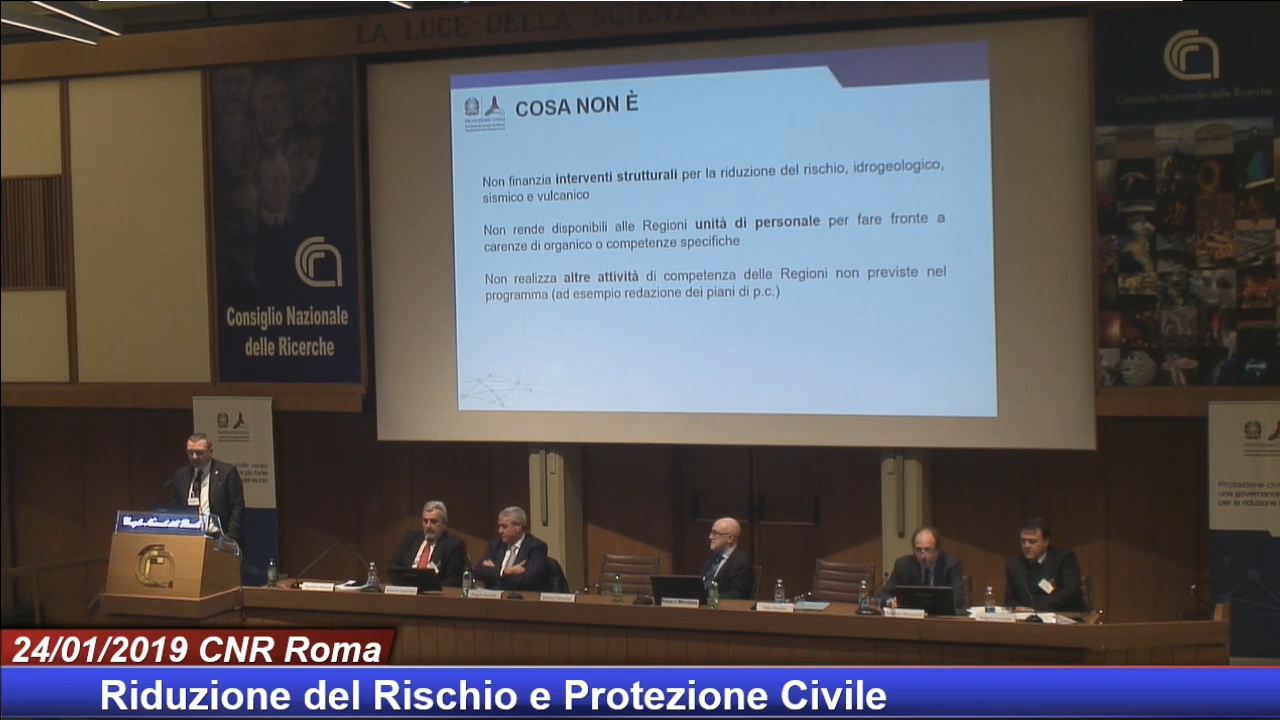 LA LUCE DELLA SCIENZA
Consiglio Nazionale delle Ricerche
COSA NON È
Non finanzia interventi strutturali per la riduzione del rischio, idrogeologico,
sismico e vulcanico
Non rende disponibili alle Regioni unità di personale per fare fronte a
carenze di organico o competenze specifiche
Non realizza altre attività di competenza delle Regioni non previste nel
programma (ad esempio redazione dei piani di p.c.)
Consiglio Nazionale
delle Ricerche
Protezione civi
una governance
per la riduzione
24/01/2019 CNR Roma
Riduzione del Rischio e Protezione Civile